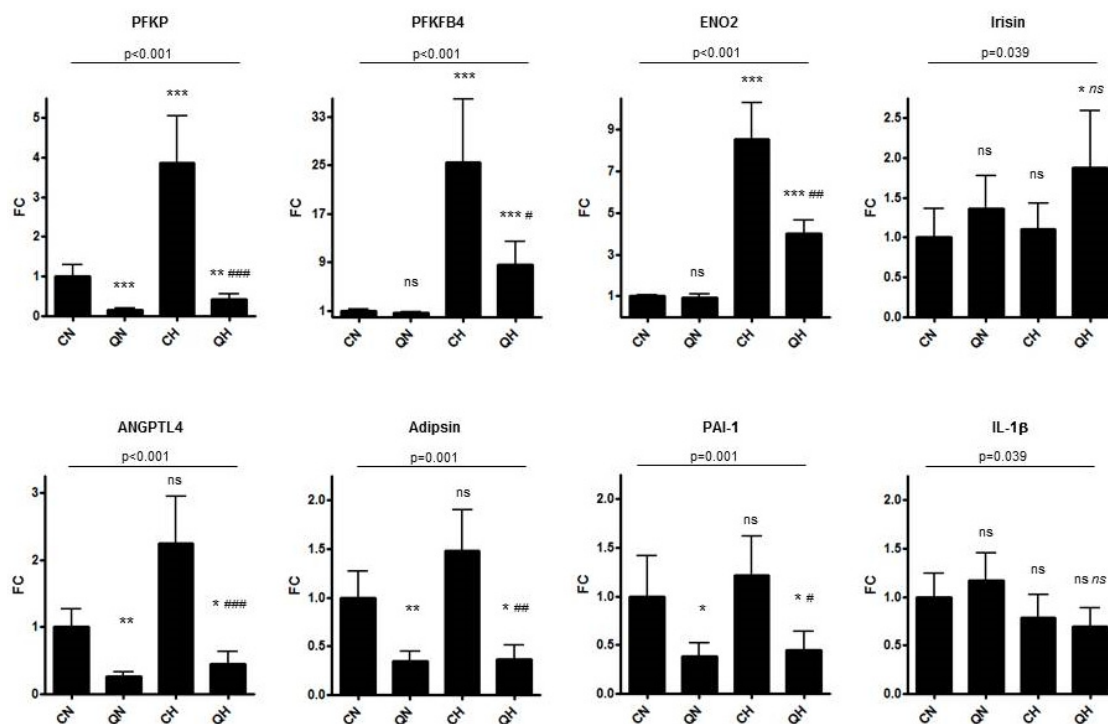 PFKP
p<0.001
FC
5
4
3
2
1
0
***
** ###
***
CN QN CH QH
PFKFB4
p<0.001
FC
33
25
17
9
1
***
*** #
ns
CN QN CH QH
ENO2
p<0.001
FC
9
7
5
3
1
***
*** ##
ns
CN QN CH QH
Irisin
p=0.039
FC
2.5
2.0
1.5
1.0
0.5
0.0
* ns
ns
ns
CN QN CH QH
ANGPTL4
p<0.001
FC
3
2
1
0
ns
* ###
**
CN QN CH QH
Adipsin
p=0.001
FC
2.0
1.5
1.0
0.5
0.0
ns
* ##
**
CN QN CH QH
PAI-1
p=0.001
FC
2.0
1.5
1.0
0.5
0.0
ns
* #
*
CN QN CH QH
IL-1β
p=0.039
FC
2.0
1.5
1.0
0.5
0.0
ns
ns
ns ns
CN QN CH QH